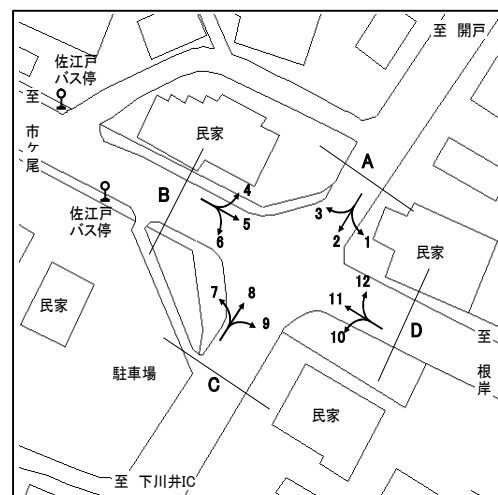 至 開戸
佐江戸
バス停
至
市ヶ尾
民家
A
B
4
5
6
3
2
1
佐江戸
バス停
民家
12
11
10
D
7
8
9
至
根岸
駐車場
C
民家
民家
至 下川井IC